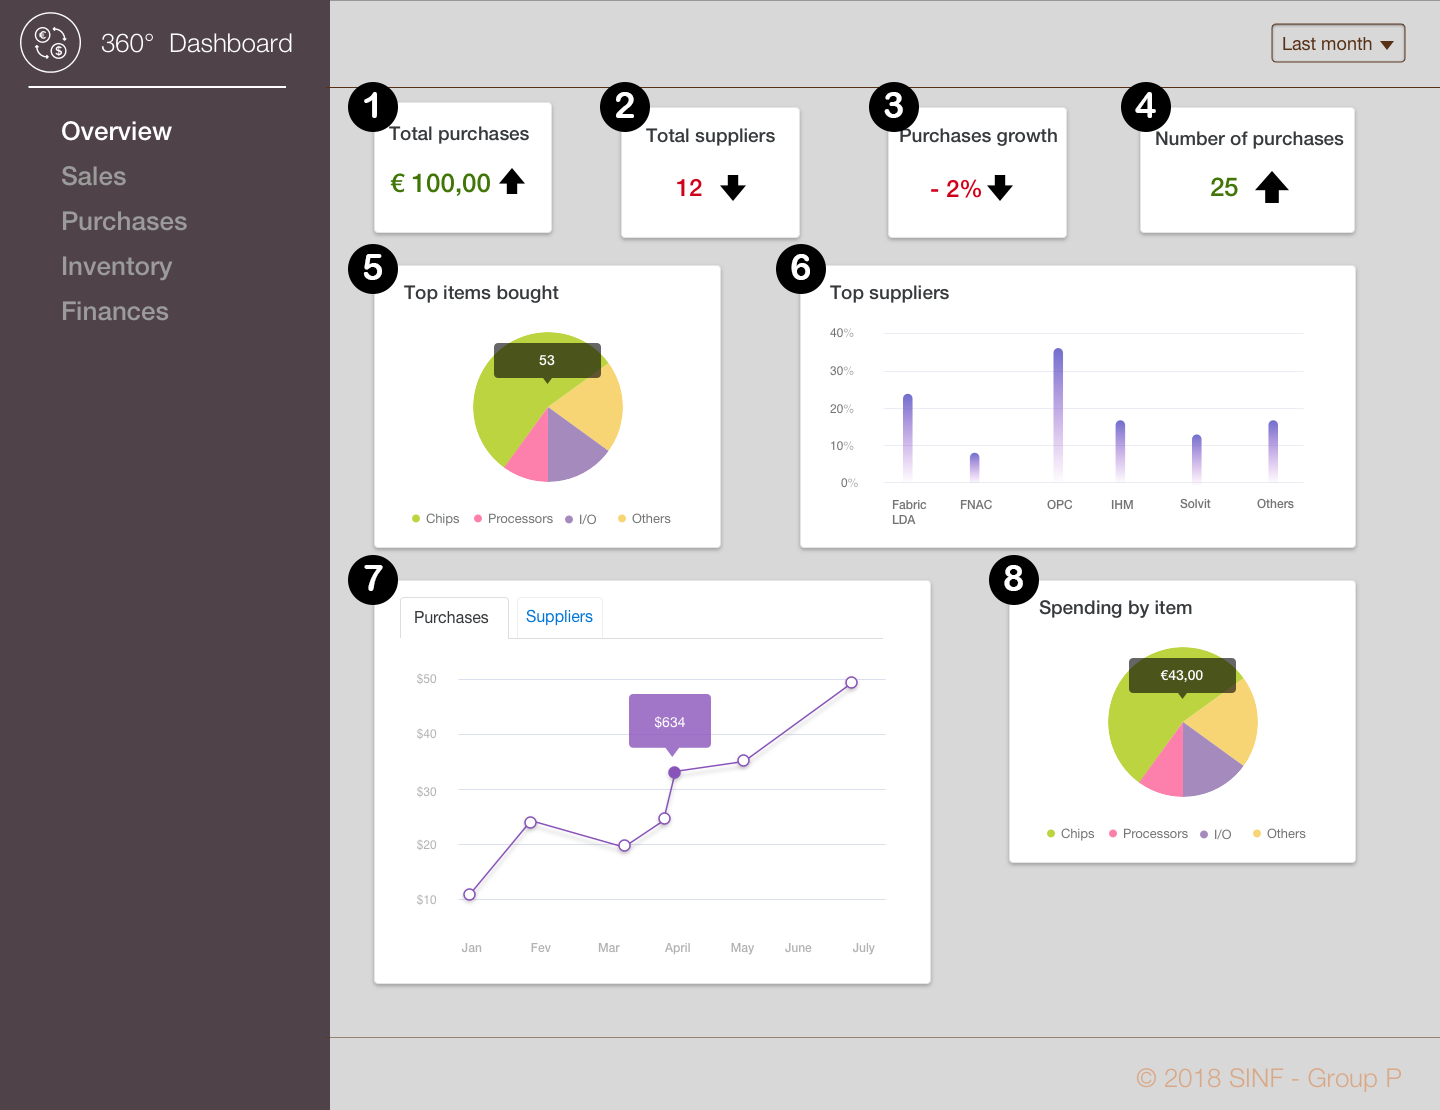 360° Dashboard
Last month
Overview
Sales
Purchases
Inventory
Finances
1
Total purchases
€ 100,00
2
Total suppliers
12
3
Purchases growth
- 2%
4
Number of purchases
25
5
Top items bought
53
Chips Processors I/O Others
6
Top suppliers
40%
30%
20%
10%
0%
Fabric LDA FNAC OPC IHM Solvit Others
7
Purchases Suppliers
$50
$634
$40
$30
$20
$10
Jan Fev Mar April May June July
8
Spending by item
€43,00
Chips Processors I/O Others
© 2018 SINF - Group P